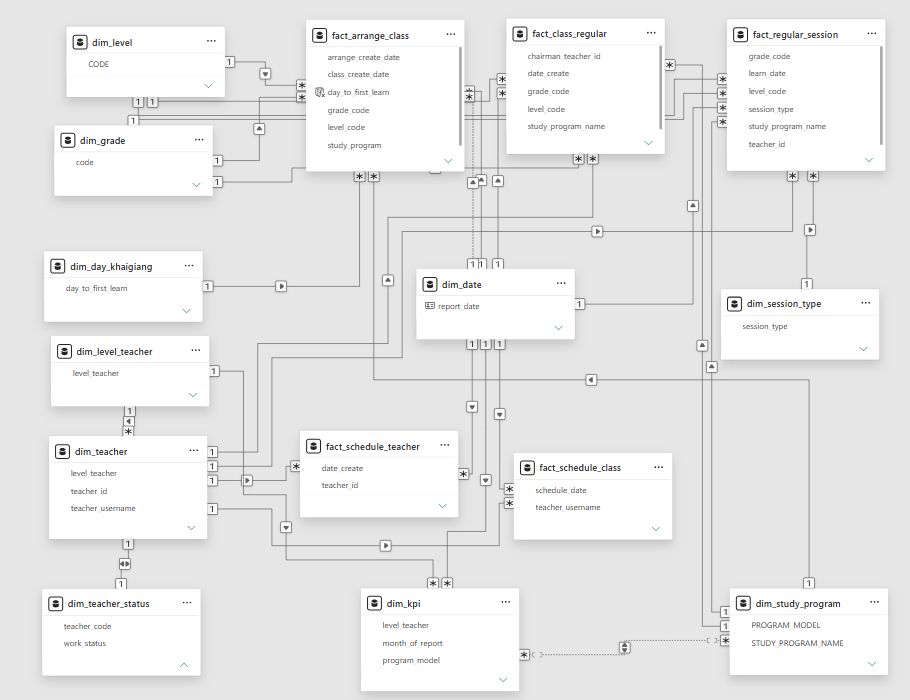 dim_level
CODE
fact_arrange_class
arrange_create_date
class_create_date
day_to_first_learn
grade_code
level_code
study_program
fact_class_regular
chairman_teacher_id
date_create
grade_code
level_code
study_program_name
fact_regular_session
grade_code
learn_date
level_code
session_type
study_program_name
teacher_id
dim_grade
code
dim_day_khaigiang
day_to_first_learn
dim_date
report_date
dim_session_type
session_type
dim_level_teacher
level_teacher
dim_teacher
level_teacher
teacher_id
teacher_username
fact_schedule_teacher
date_create
teacher_id
fact_schedule_class
schedule_date
teacher_username
dim_teacher_status
teacher_code
work_status
dim_kpi
level_teacher
month_of_report
program_model
dim_study_program
PROGRAM_MODEL
STUDY_PROGRAM_NAME